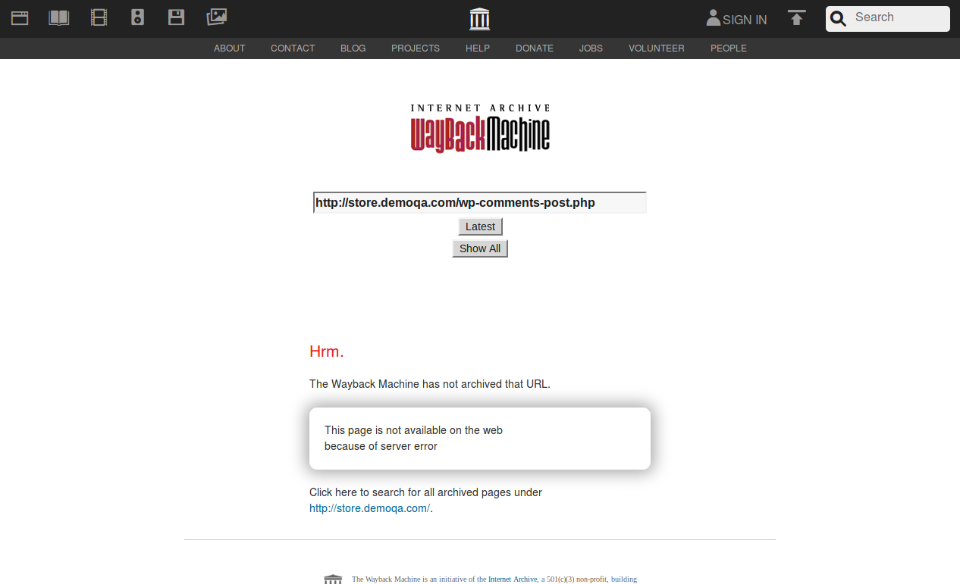 SIGN IN
Search
ABOUT CONTACT BLOG PROJECTS HELP DONATE JOBS VOLUNTEER PEOPLE
INTERNET ARCHIVE
WayBackMachine
http://store.demoqa.com/wp-comments-post.php
Latest
Show All
Hrm.
The Wayback Machine has not archived that URL.
This page is not available on the web
because of server error
Click here to search for all archived pages under
http://store.demoqa.com/.
The Wayback Machine is an initiative of the Internet Archive, a 501(c)(3) non-profit, building